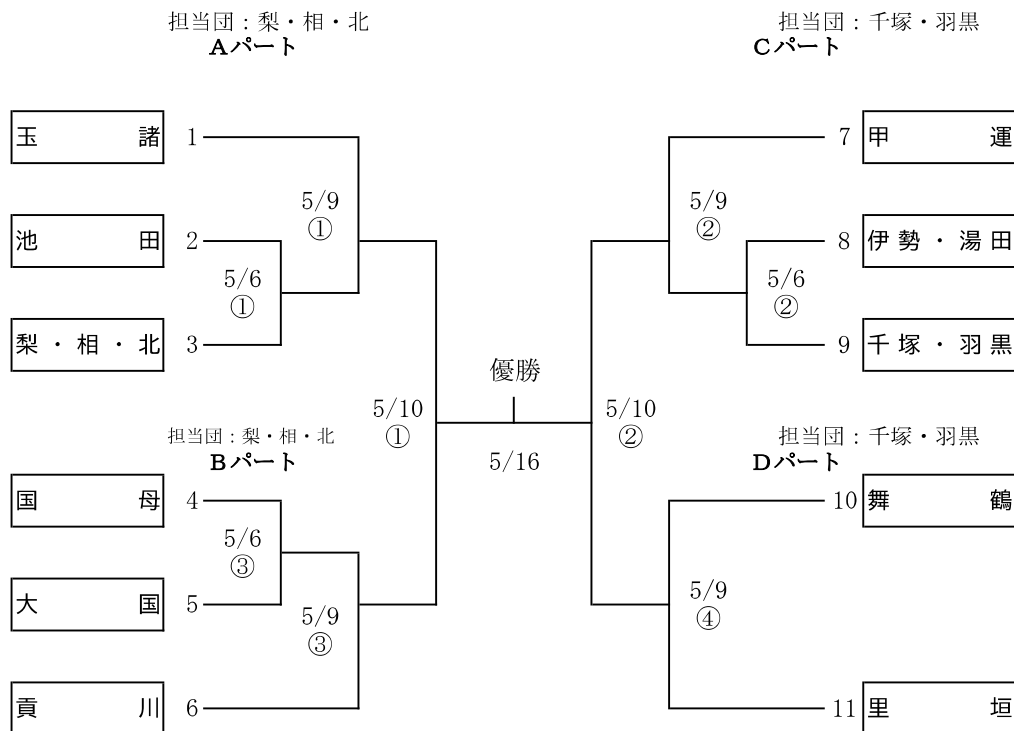 担当団：梨・相・北
Aパート
玉諸 1
5/9
①
池田 2
5/6
①
梨・相・北 3
担当団：梨・相・北
Bパート
国母 4
5/6
③
大国 5
5/9
③
貢川 6
5/10
①
優勝
5/16
5/10
②
担当団：千塚・羽黒
Cパート
7 甲運
5/9
②
8 伊勢・湯田
5/6
②
9 千塚・羽黒
担当団：千塚・羽黒
Dパート
10 舞鶴
5/9
④
11 里垣